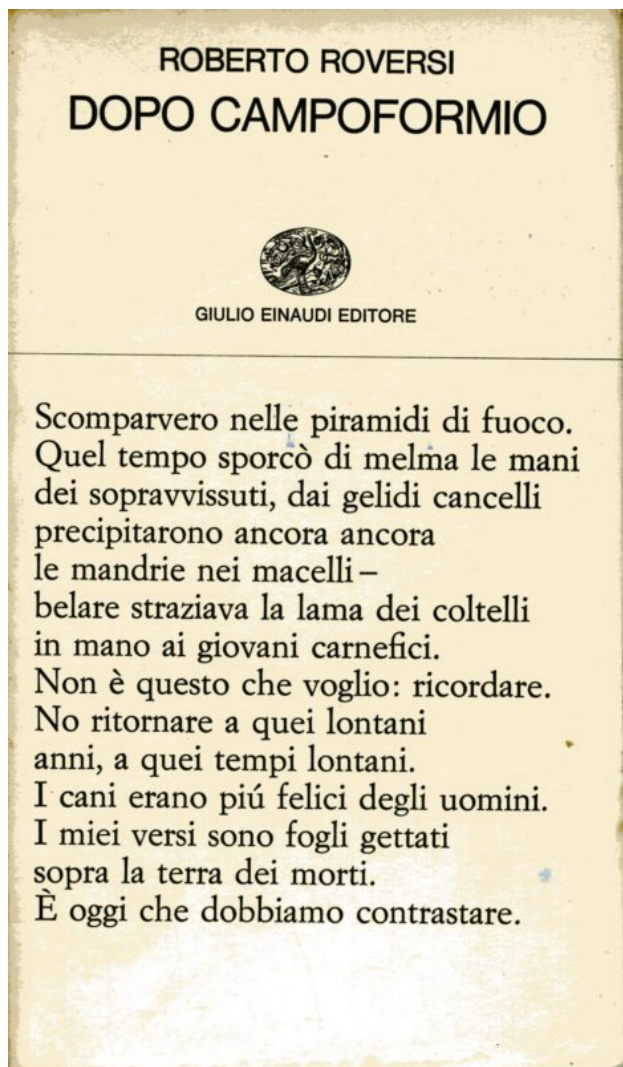 ROBERTO ROVERSI
DOPO CAMPOFORMIO
GIULIO EINAUDI EDITORE
Scomparvero nelle piramidi di fuoco.
Quel tempo sporcò di melma le mani
dei sopravvissuti, dai gelidi cancelli
precipitarono ancora ancora
le mandrie nei macelli –
belare straziava la lama dei coltelli
in mano ai giovani carnefici.
Non è questo che voglio: ricordare.
No ritornare a quei lontani
anni, a quei tempi lontani.
I cani erano piú felici degli uomini.
I miei versi sono fogli gettati
sopra la terra dei morti.
È oggi che dobbiamo contrastare.